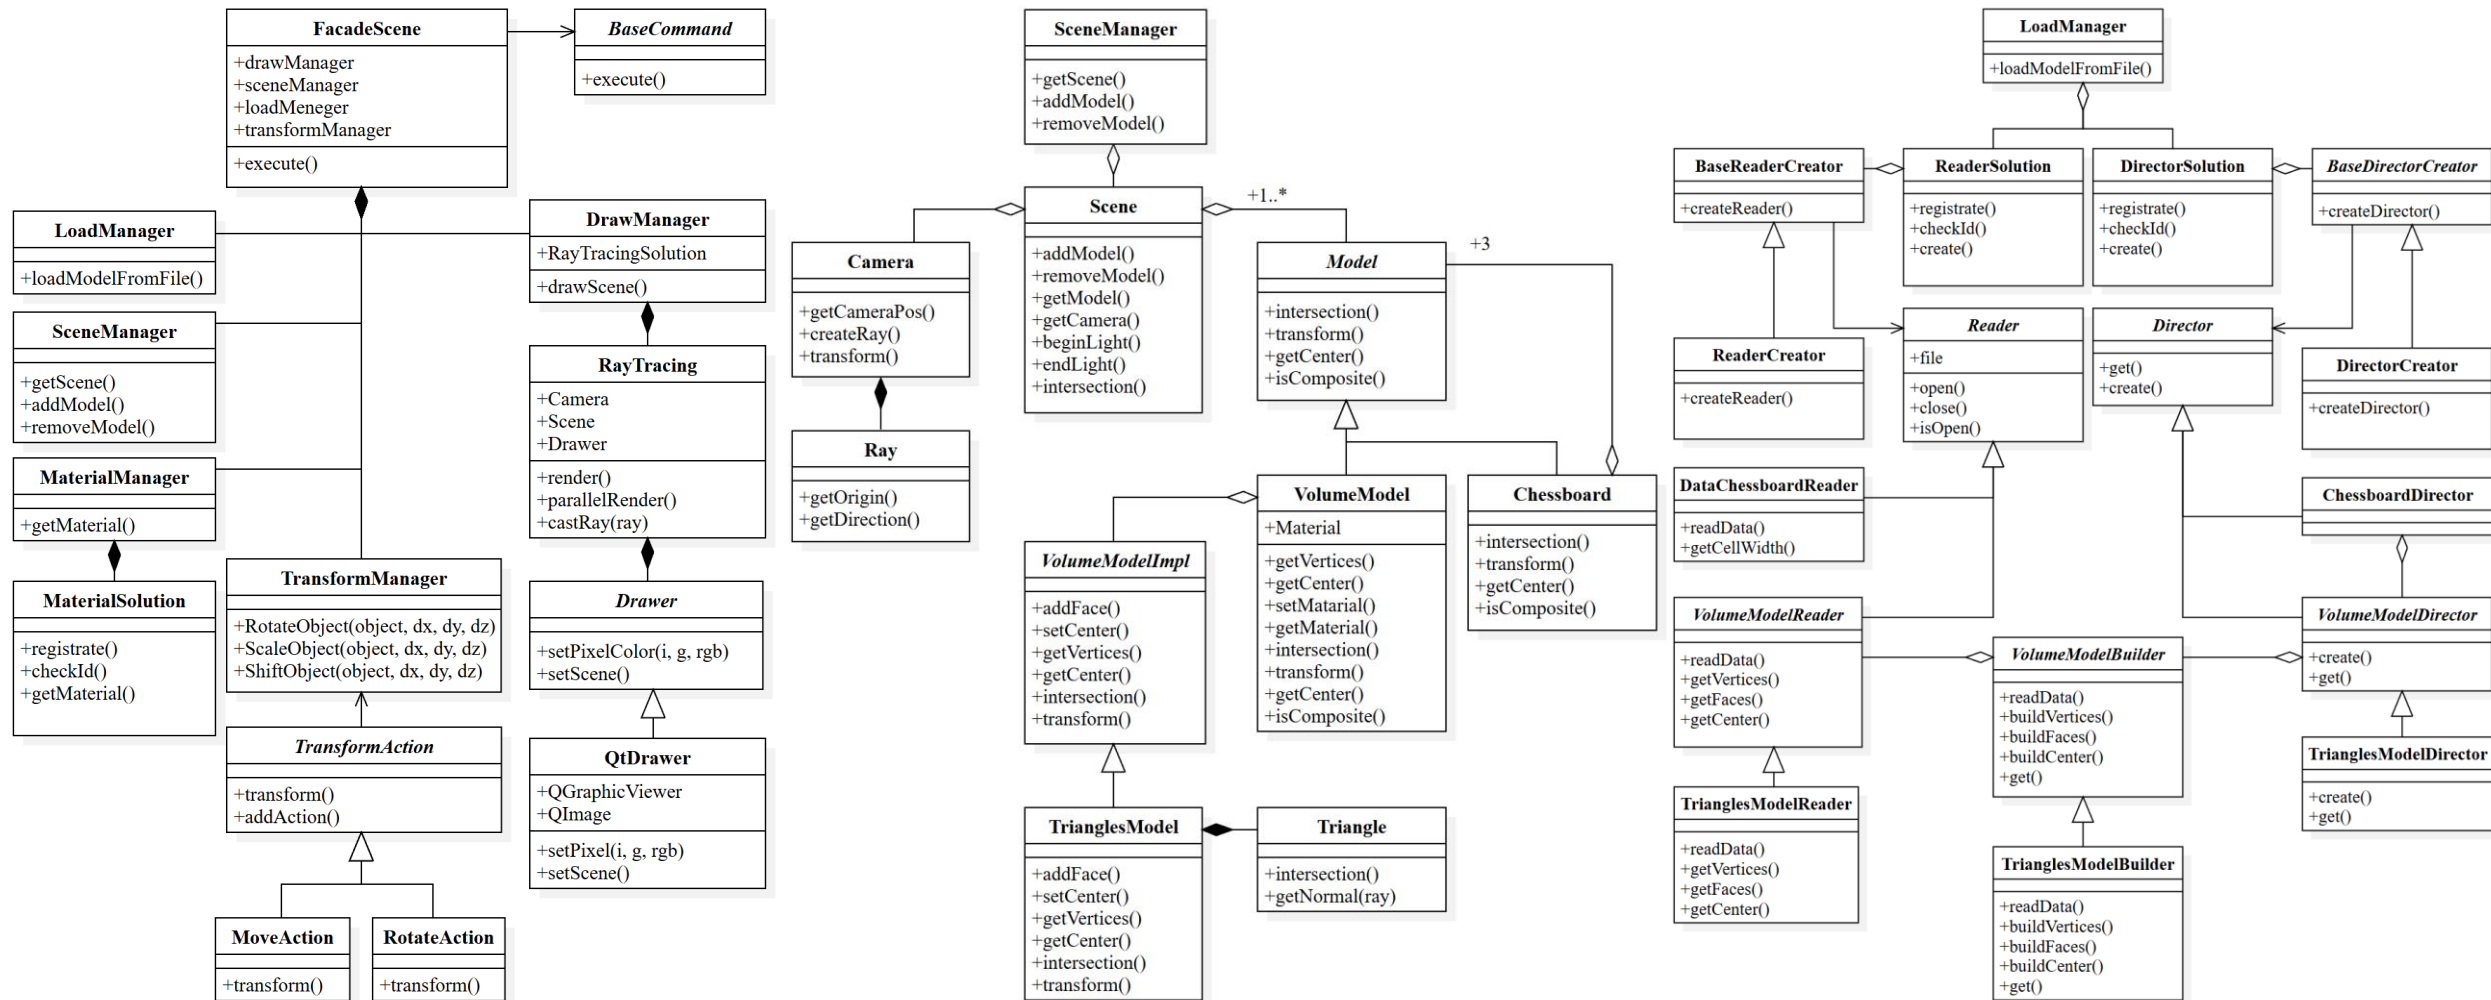 FacadeScene
+drawManager
+sceneManager
+loadMeneger
+transformManager
+execute()
BaseCommand
+execute()
LoadManager
+loadModelFromFile()
SceneManager
+getScene()
+addModel()
+removeModel()
MaterialManager
+getMaterial()
MaterialSolution
+registrate()
+checkId()
+getMaterial()
TransformManager
+RotateObject(object, dx, dy, dz)
+ScaleObject(object, dx, dy, dz)
+ShiftObject(object, dx, dy, dz)
TransformAction
+transform()
+addAction()
MoveAction
+transform()
RotateAction
+transform()
DrawManager
+RayTracingSolution
+drawScene()
RayTracing
+Camera
+Scene
+Drawer
+render()
+parallelRender()
+castRay(ray)
Drawer
+setPixelColor(i, g, rgb)
+setScene()
QtDrawer
+QGraphicViewer
+QImage
+setPixel(i, g, rgb)
+setScene()
SceneManager
+getScene()
+addModel()
+removeModel()
Scene
+addModel()
+removeModel()
+getModel()
+getCamera()
+beginLight()
+endLight()
+intersection()
+1..*
Camera
+getCameraPos()
+createRay()
+transform()
Ray
+getOrigin()
+getDirection()
Model
+intersection()
+transform()
+getCenter()
+isComposite()
+3
VolumeModel
+Material
+getVertices()
+getCenter()
+setMatarial()
+getMaterial()
+intersection()
+transform()
+getCenter()
+isComposite()
Chessboard
+intersection()
+transform()
+getCenter()
+isComposite()
VolumeModelImpl
+addFace()
+setCenter()
+getVertices()
+getCenter()
+intersection()
+transform()
TrianglesModel
+addFace()
+setCenter()
+getVertices()
+getCenter()
+intersection()
+transform()
Triangle
+intersection()
+getNormal(ray)
LoadManager
+loadModelFromFile()
BaseReaderCreator
+createReader()
ReaderSolution
+registrate()
+checkId()
+create()
DirectorSolution
+registrate()
+checkId()
+create()
BaseDirectorCreator
+createDirector()
ReaderCreator
+createReader()
Reader
+file
+open()
+close()
+isOpen()
Director
+get()
+create()
DirectorCreator
+createDirector()
DataChessboardReader
+readData()
+getCellWidth()
ChessboardDirector
VolumeModelReader
+readData()
+getVertices()
+getFaces()
+getCenter()
VolumeModelBuilder
+readData()
+buildVertices()
+buildFaces()
+buildCenter()
+get()
VolumeModelDirector
+create()
+get()
TrianglesModelReader
+readData()
+getVertices()
+getFaces()
+getCenter()
TrianglesModelBuilder
+readData()
+buildVertices()
+buildFaces()
+buildCenter()
+get()
TrianglesModelDirector
+create()
+get()